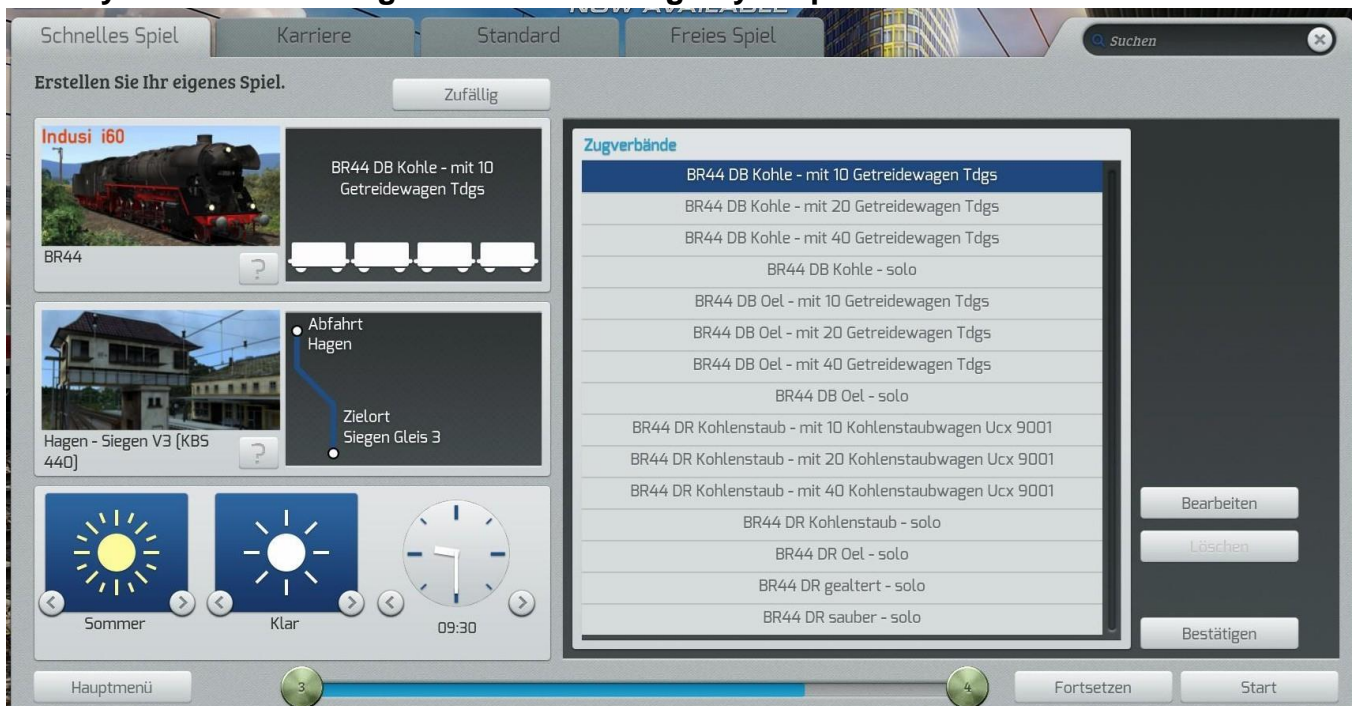 NOW AVAILABLE
Schnelles Spiel
Karriere
Standard
Freies Spiel
Suchen
Erstellen Sie Ihr eigenes Spiel.
Zufällig
Indusi i60
BR44
?
BR44 DB Kohle - mit 10
Getreidewagen Tdgs
Abfahrt
Hagen
Zielort
Siegen Gleis 3
Hagen - Siegen V3 [KBS
440]
?
Sommer
Klar
09:30
Zugverbände
BR44 DB Kohle - mit 10 Getreidewagen Tdgs
BR44 DB Kohle - mit 20 Getreidewagen Tdgs
BR44 DB Kohle - mit 40 Getreidewagen Tdgs
BR44 DB Kohle - solo
BR44 DB Oel - mit 10 Getreidewagen Tdgs
BR44 DB Oel - mit 20 Getreidewagen Tdgs
BR44 DB Oel - mit 40 Getreidewagen Tdgs
BR44 DB Oel - solo
BR44 DR Kohlenstaub - mit 10 Kohlenstaubwagen Ucx 9001
BR44 DR Kohlenstaub - mit 20 Kohlenstaubwagen Ucx 9001
BR44 DR Kohlenstaub - mit 40 Kohlenstaubwagen Ucx 9001
BR44 DR Kohlenstaub - solo
BR44 DR Oel - solo
BR44 DR gealtert - solo
BR44 DR sauber - solo
Bearbeiten
Löschen
Bestätigen
Hauptmenü
3
4
Fortsetzen
Start